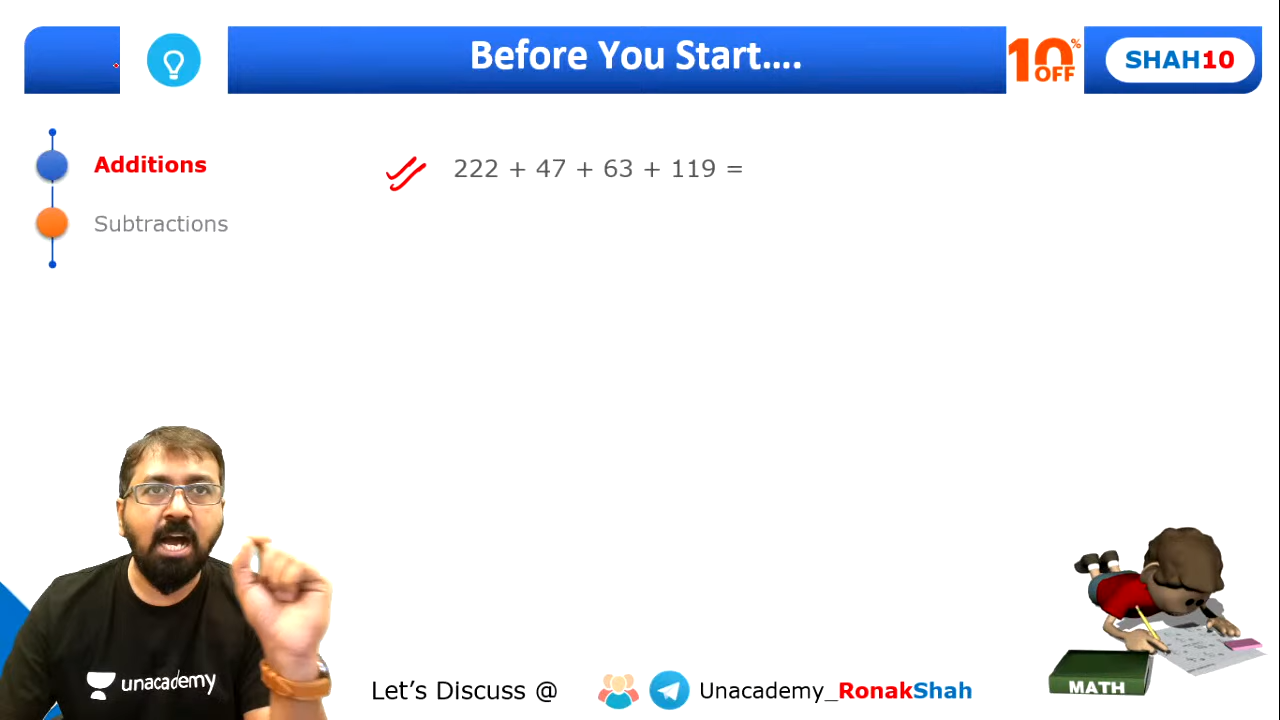 Before You Start....
10% OFF
SHAH10
Additions
222 + 47 + 63 + 119 =
Subtractions
unacademy
MATH
Let’s Discuss @ Unacademy_RonakShah